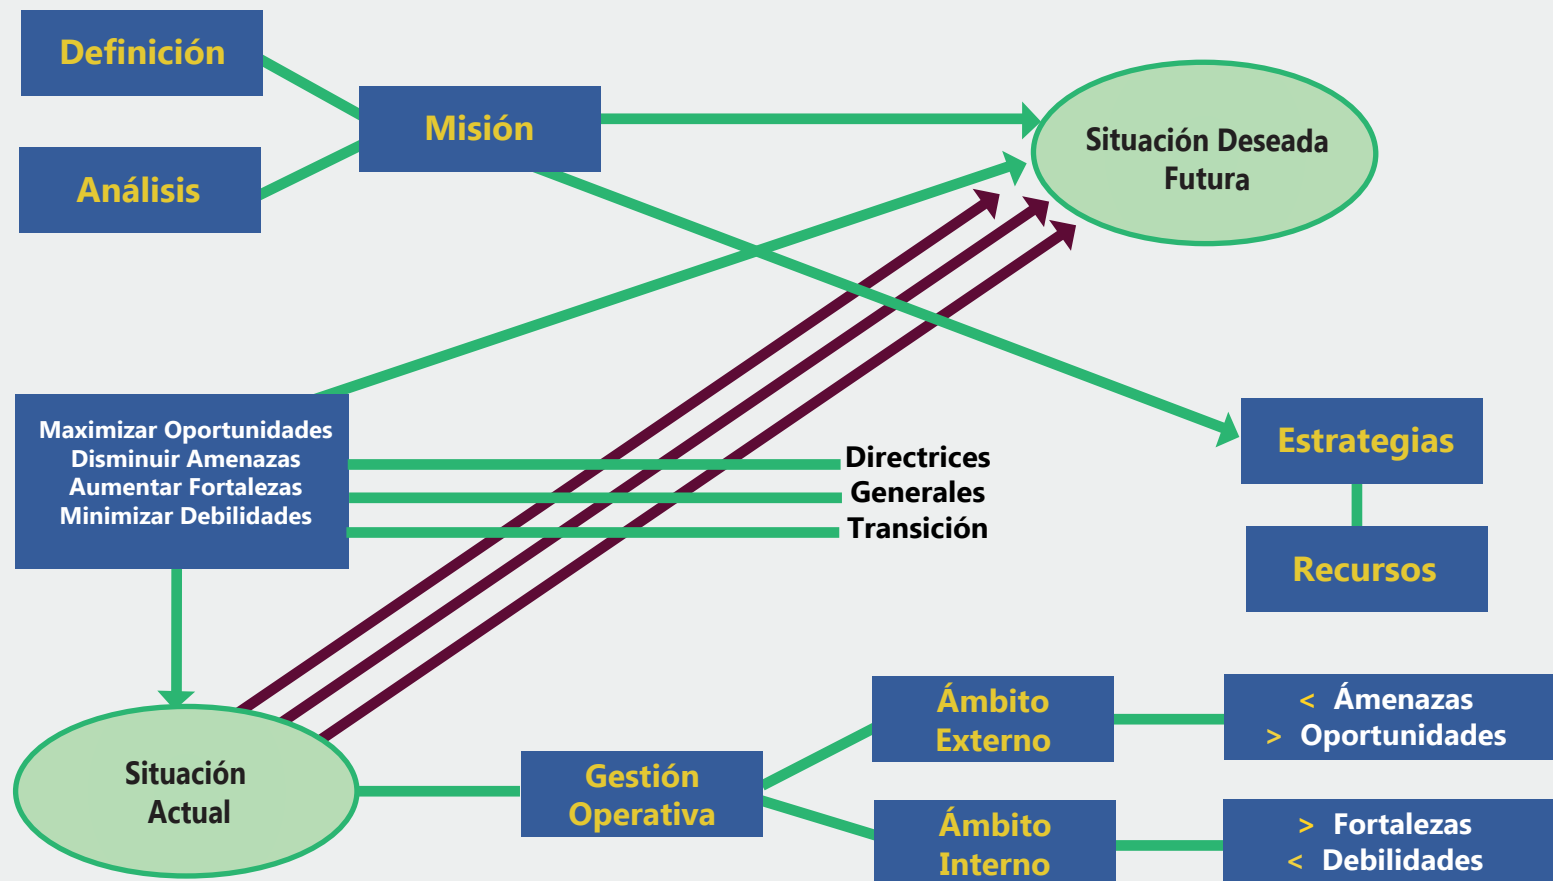 Definición
Análisis
Misión
Situación Deseada
Futura
Maximizar Oportunidades
Disminuir Amenazas
Aumentar Fortalezas
Minimizar Debilidades
Directrices
Generales
Transición
Estrategias
Recursos
Situación
Actual
Gestión
Operativa
Ámbito
Externo
< Ámenazas
> Oportunidades
Ámbito
Interno
> Fortalezas
< Debilidades